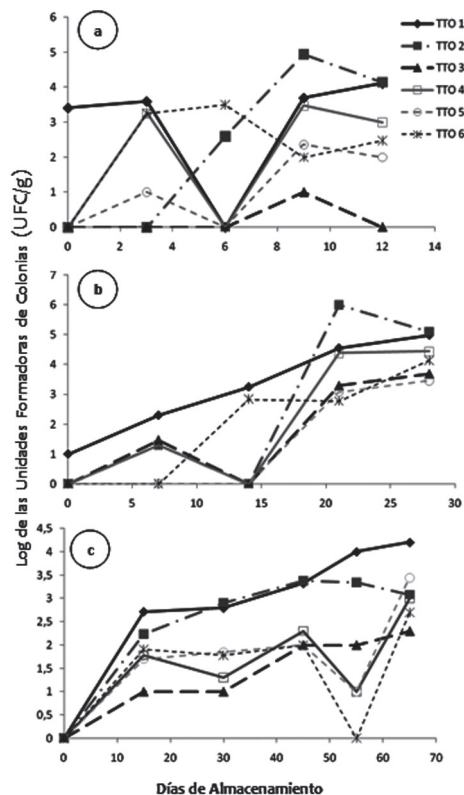 Log de las Unidades Formadoras de Colonias (UFC/g)
a
6
5
4
3
2
1
0
0 2 4 6 8 10 12 14
TTO 1
TTO 2
TTO 3
TTO 4
TTO 5
TTO 6
b
7
6
5
4
3
2
1
0
0 5 10 15 20 25 30
c
4,5
4
3,5
3
2,5
2
1,5
1
0,5
0
0 10 20 30 40 50 60 70
Días de Almacenamiento